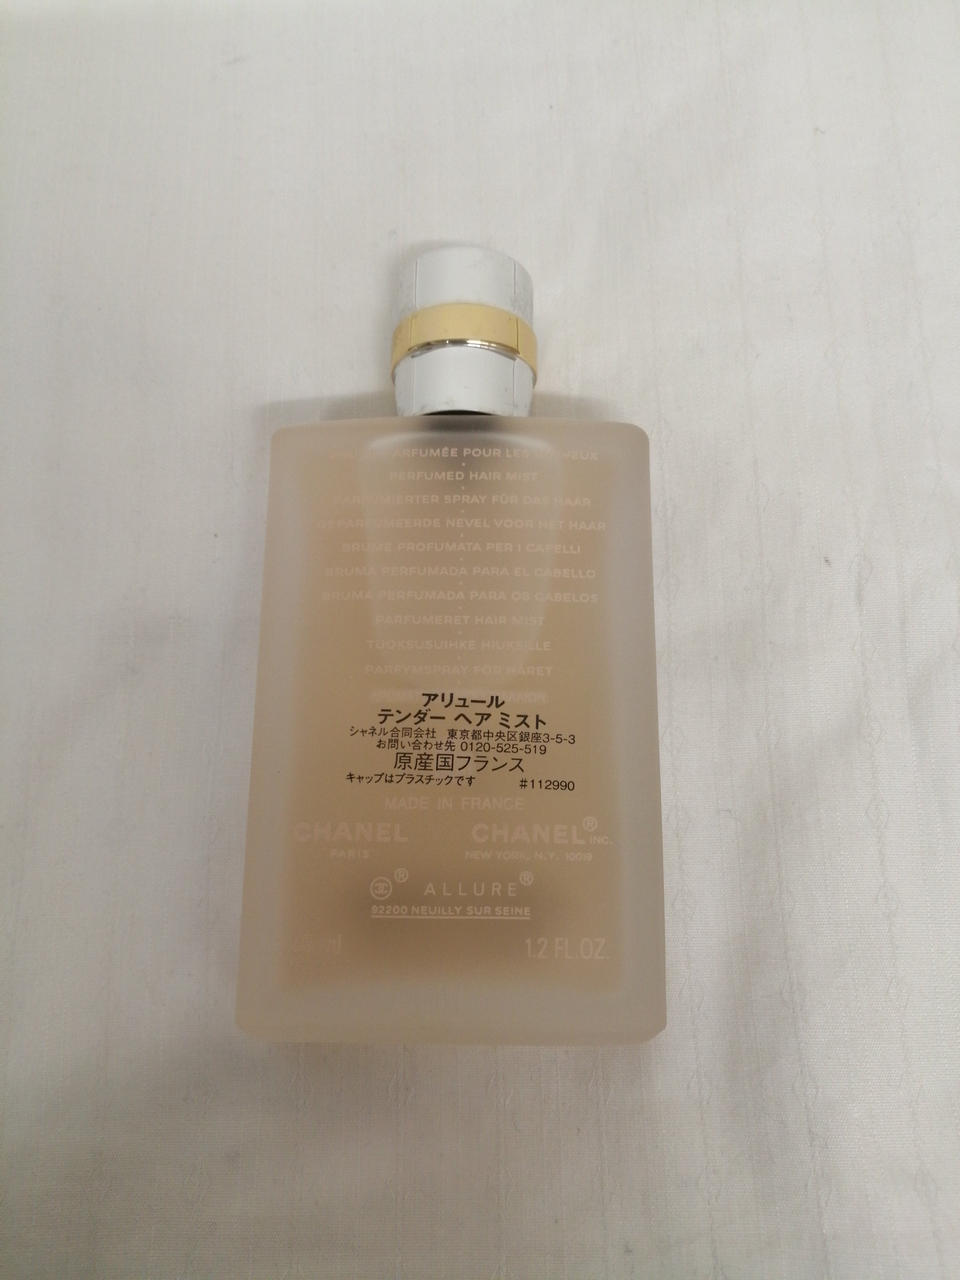 PARFUMÉE POUR LES CHEVEUX
PERFUMED HAIR MIST
PARFUMIERTER SPRAY FÜR DAS HAAR
GEPARFUMEERDE NEVEL VOOR HET HAAR
BRUME PROFUMATA PER I CAPELLI
BRUMA PERFUMADA PARA EL CABELLO
BRUMA PERFUMADA PARA OS CABELOS
PARFUMERET HAIR MIST
TUOKSUSUIHKE HIUKSILLE
PARFYMSPRAY FÖR HÅRET
アリュール
テンダー ヘア ミスト
シャネル合同会社 東京都中央区銀座3-5-3
お問い合わせ先 0120-525-519
原産国フランス
キャップはプラスチックです #112990
MADE IN FRANCE
CHANEL CHANEL® INC.
PARIS NEW YORK, N.Y. 10019
® ALLURE®
92200 NEUILLY SUR SEINE
ml 1.2 FL.OZ.